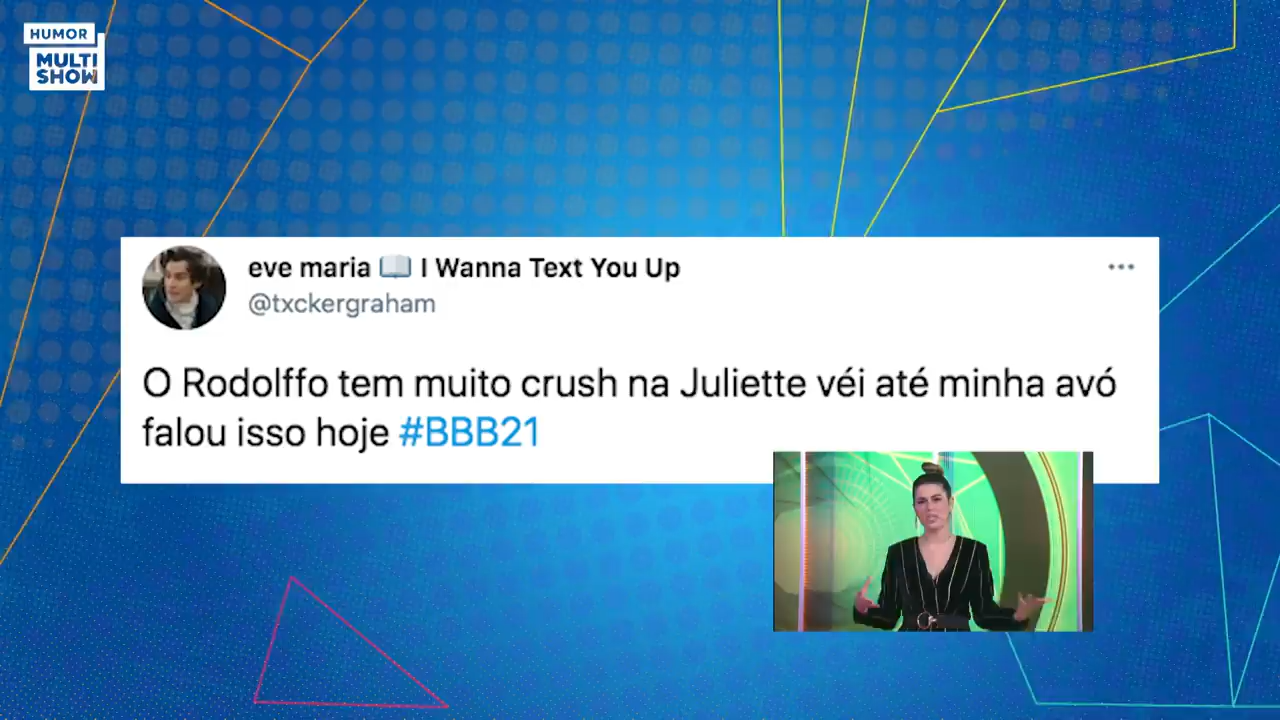 HUMOR
MULTI
SHOW
eve maria 📖 I Wanna Text You Up
@txckergraham
O Rodolffo tem muito crush na Juliette véi até minha avó
falou isso hoje #BBB21